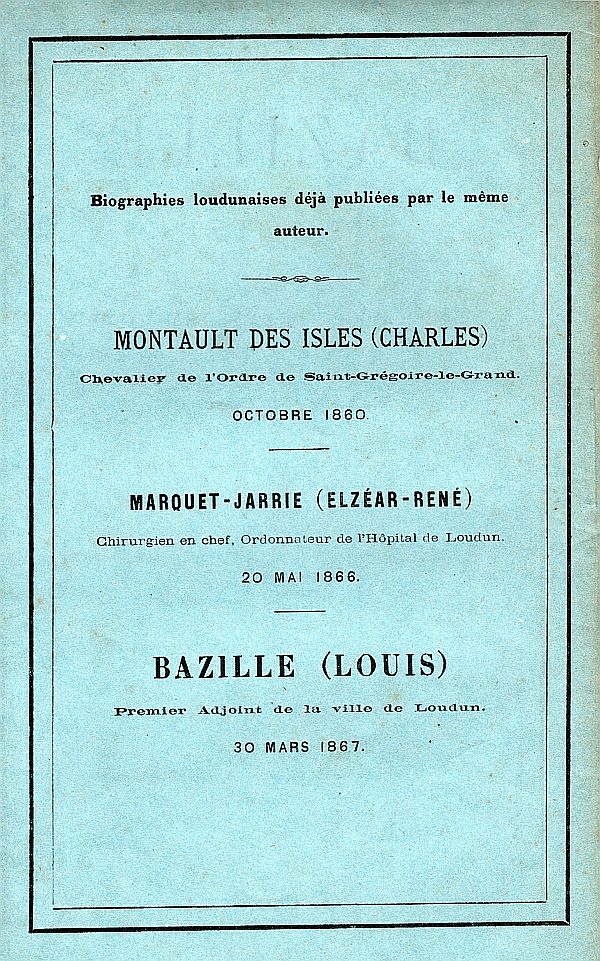 Biographies loudunaises déjà publiées par le même
auteur.
MONTAULT DES ISLES (CHARLES)
Chevalier de l'Ordre de Saint-Grégoire-le-Grand.
OCTOBRE 1860.
MARQUET-JARRIE (ELZÉAR-RENÉ)
Chirurgien en chef, Ordonnateur de l'Hôpital de Loudun.
20 MAI 1866.
BAZILLE (LOUIS)
Premier Adjoint de la ville de Loudun.
30 MARS 1867.